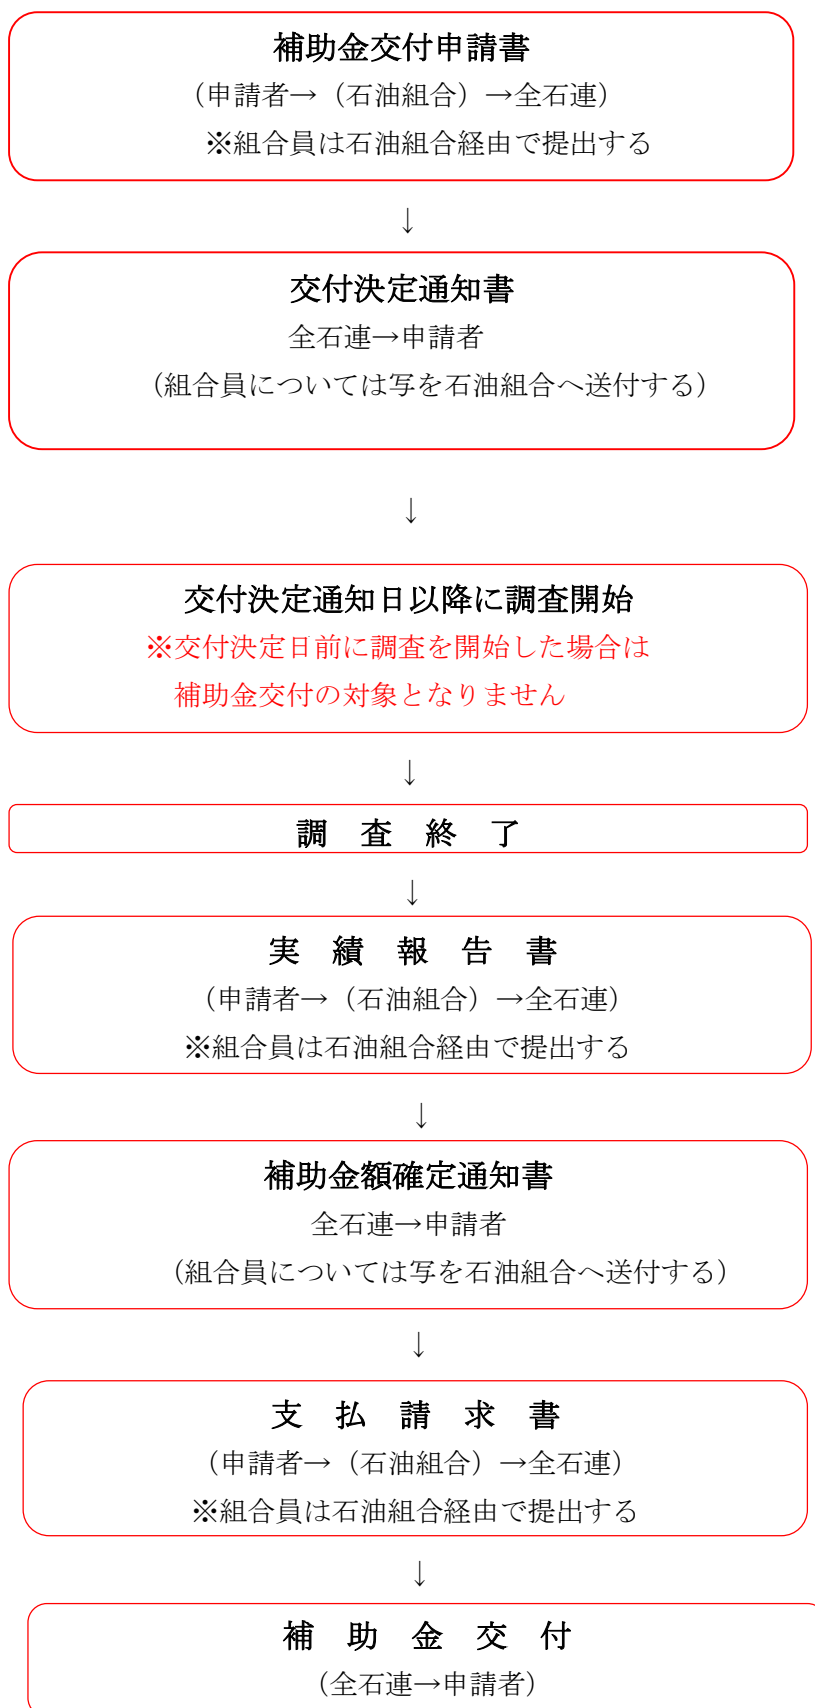 補助金交付申請書
（申請者→（石油組合）→全石連）
※組合員は石油組合経由で提出する
↓
交付決定通知書
全石連→申請者
（組合員については写を石油組合へ送付する）
↓
交付決定通知日以降に調査開始
※交付決定日前に調査を開始した場合は
補助金交付の対象となりません
↓
調　査　終　了
↓
実　績　報　告　書
（申請者→（石油組合）→全石連）
※組合員は石油組合経由で提出する
↓
補助金額確定通知書
全石連→申請者
（組合員については写を石油組合へ送付する）
↓
支　払　請　求　書
（申請者→（石油組合）→全石連）
※組合員は石油組合経由で提出する
↓
補　助　金　交　付
（全石連→申請者）